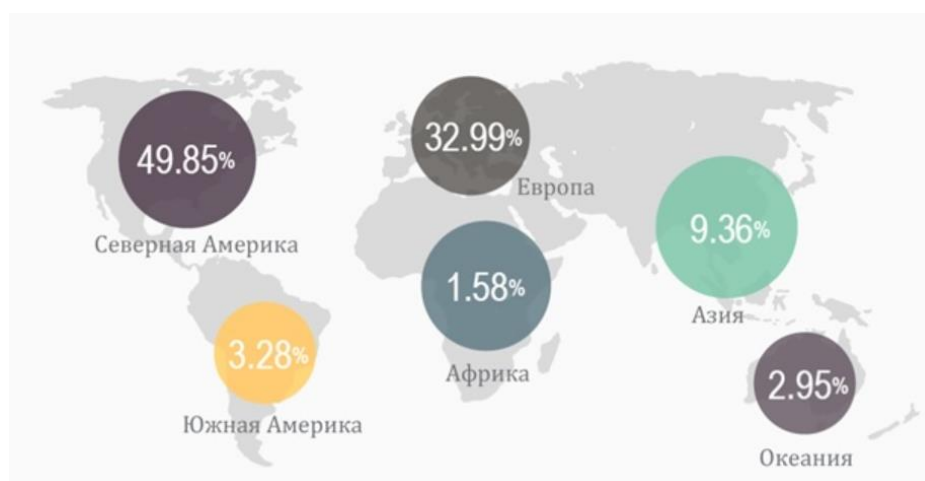 49.85%
Северная Америка
32.99%
Европа
9.36%
Азия
1.58%
Африка
3.28%
Южная Америка
2.95%
Океания